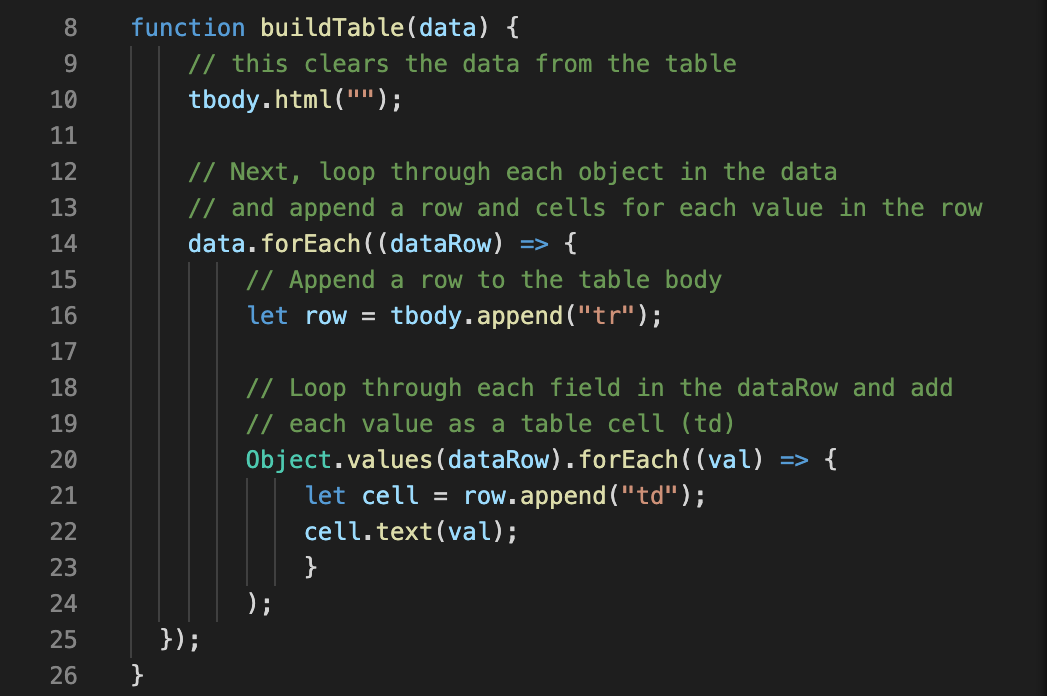 8 function buildTable(data) {
9 // this clears the data from the table
10 tbody.html("");
11
12 // Next, loop through each object in the data
13 // and append a row and cells for each value in the row
14 data.forEach((dataRow) => {
15 // Append a row to the table body
16 let row = tbody.append("tr");
17
18 // Loop through each field in the dataRow and add
19 // each value as a table cell (td)
20 Object.values(dataRow).forEach((val) => {
21 let cell = row.append("td");
22 cell.text(val);
23 }
24 );
25 });
26 }